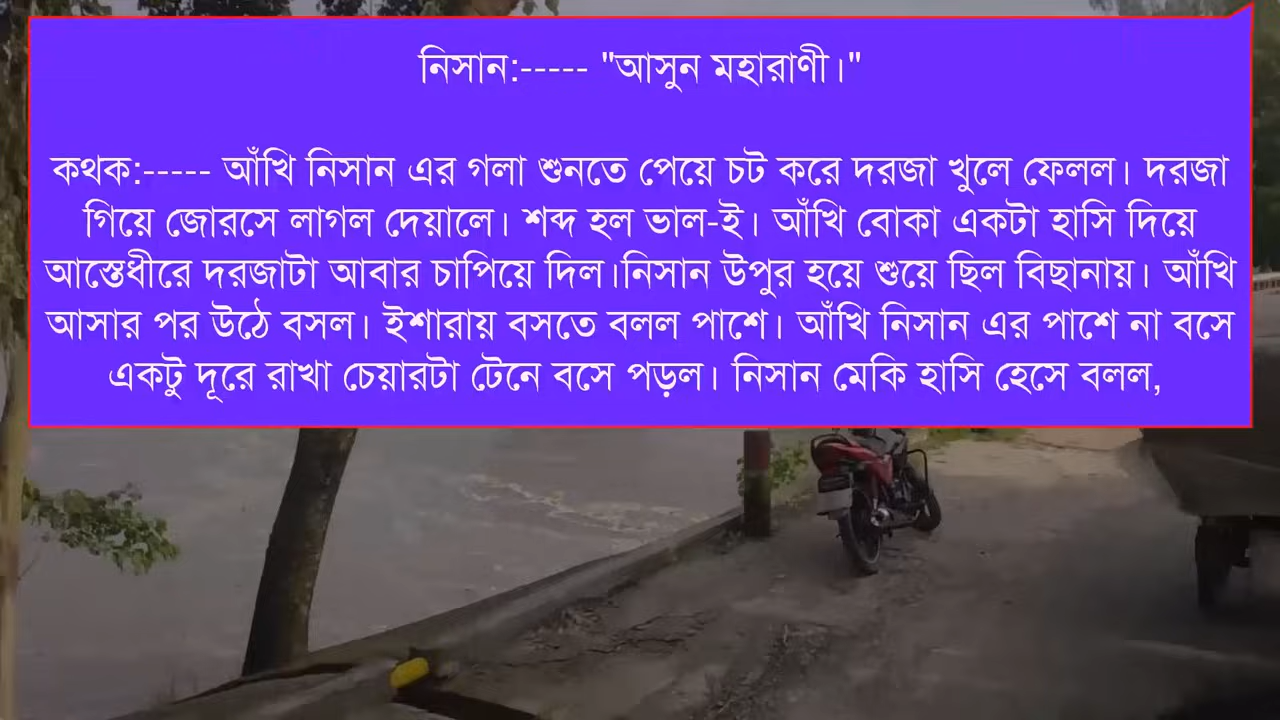 নিসান:----- "আসুন মহারাণী।"
কথক:----- আঁখি নিসান এর গলা শুনতে পেয়ে চট করে দরজা খুলে ফেলল। দরজা
গিয়ে জোরসে লাগল দেয়ালে। শব্দ হল ভাল-ই। আঁখি বোকা একটা হাসি দিয়ে
আস্তেধীরে দরজাটা আবার চাপিয়ে দিল।নিসান উপুর হয়ে শুয়ে ছিল বিছানায়। আঁখি
আসার পর উঠে বসল। ইশারায় বসতে বলল পাশে। আঁখি নিসান এর পাশে না বসে
একটু দূরে রাখা চেয়ারটা টেনে বসে পড়ল। নিসান মেকি হাসি হেসে বলল,